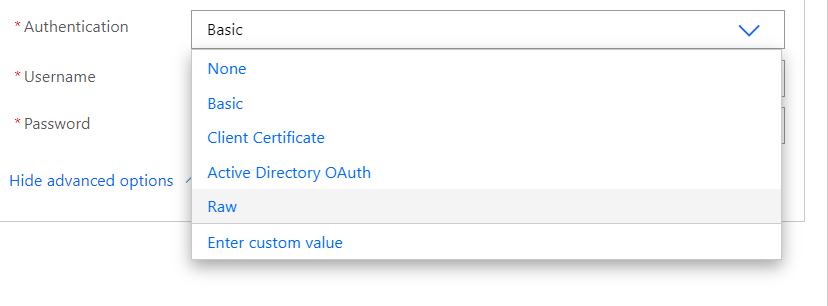 * Authentication
Basic
None
* Username
Basic
* Password
Client Certificate
Active Directory OAuth
Hide advanced options
Raw
Enter custom value